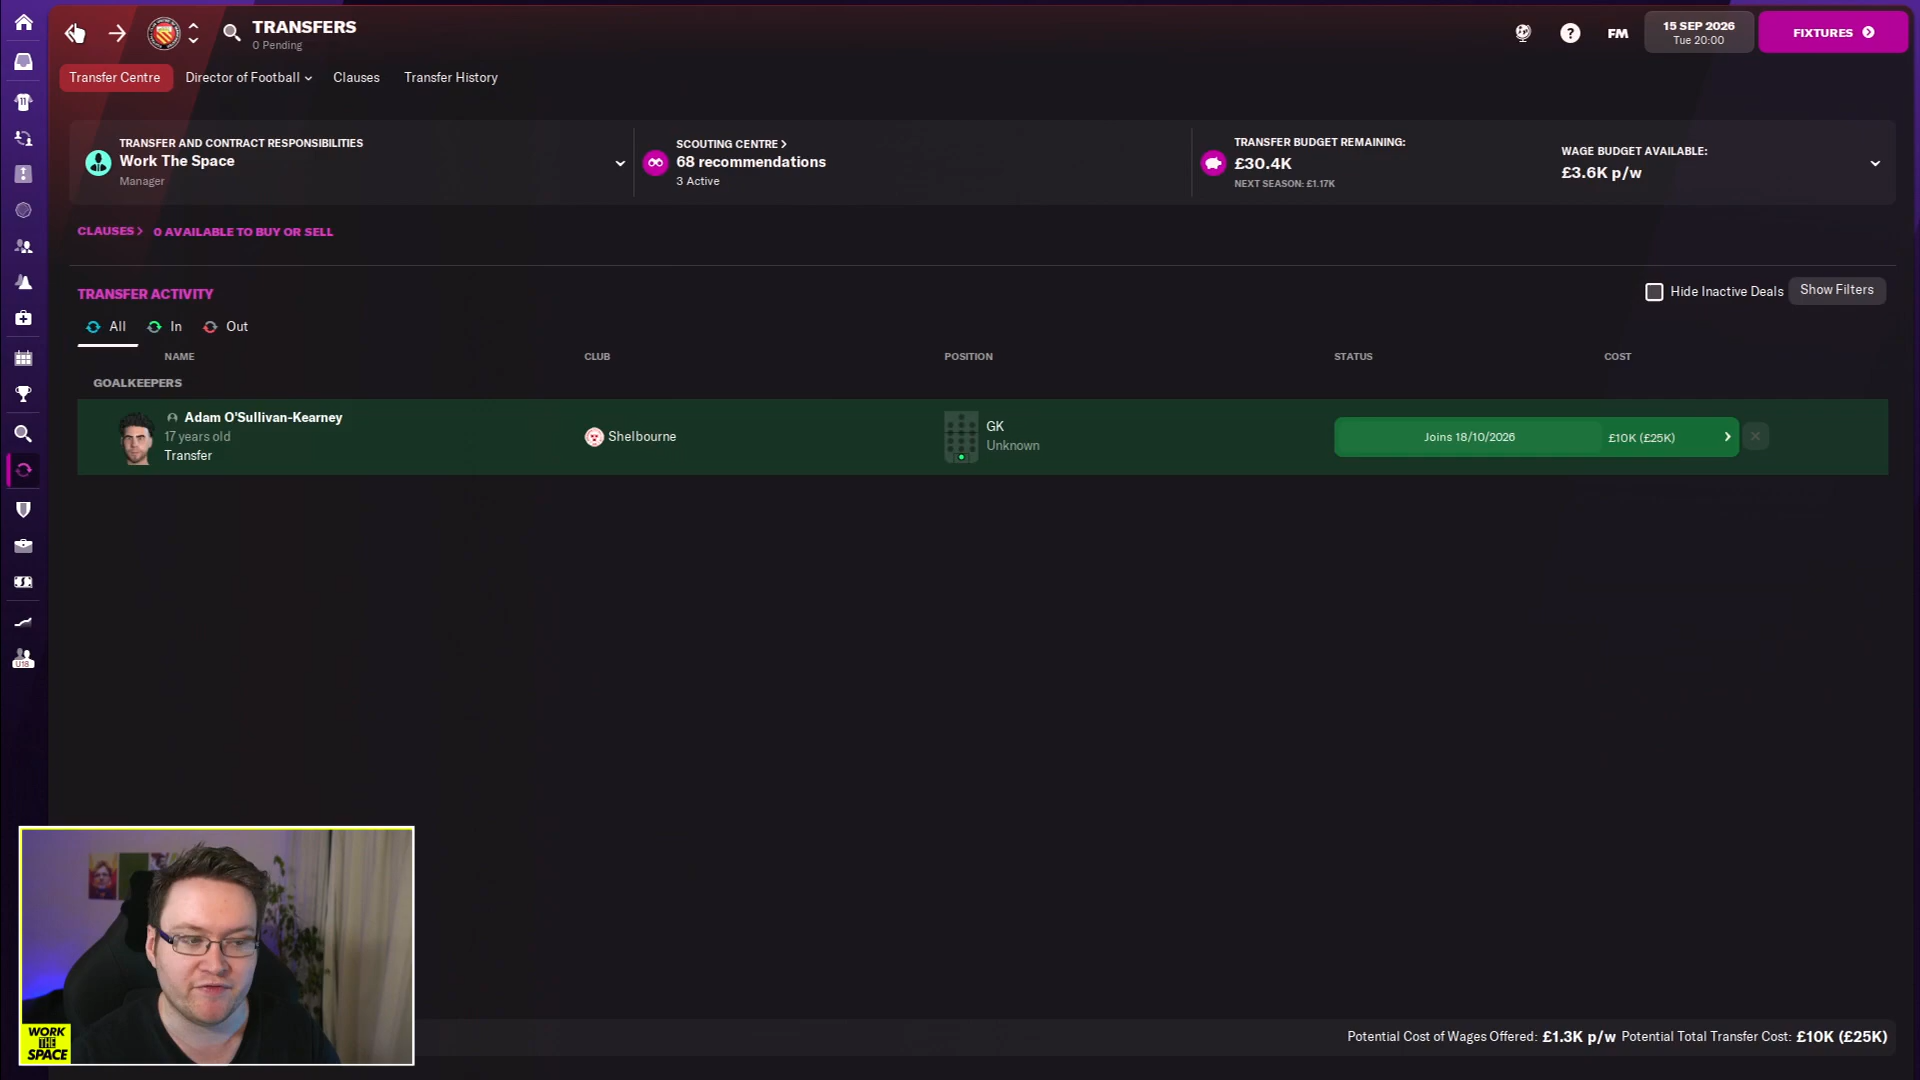 TRANSFERS
0 Pending
FM
15 SEP 2026
Tue 20:00
FIXTURES
Transfer Centre
Director of Football
Clauses
Transfer History
TRANSFER AND CONTRACT RESPONSIBILITIES
Work The Space
Manager
SCOUTING CENTRE
68 recommendations
3 Active
TRANSFER BUDGET REMAINING:
£30.4K
NEXT SEASON: £1.17K
WAGE BUDGET AVAILABLE:
£3.6K p/w
CLAUSES
0 AVAILABLE TO BUY OR SELL
TRANSFER ACTIVITY
Hide Inactive Deals
Show Filters
All
In
Out
NAME
CLUB
POSITION
STATUS
COST
GOALKEEPERS
Adam O'Sullivan-Kearney
17 years old
Transfer
Shelbourne
GK
Unknown
Joins 18/10/2026
£10K (£25K)
U18
WORK
THE
SPACE
Potential Cost of Wages Offered: £1.3K p/w Potential Total Transfer Cost: £10K (£25K)